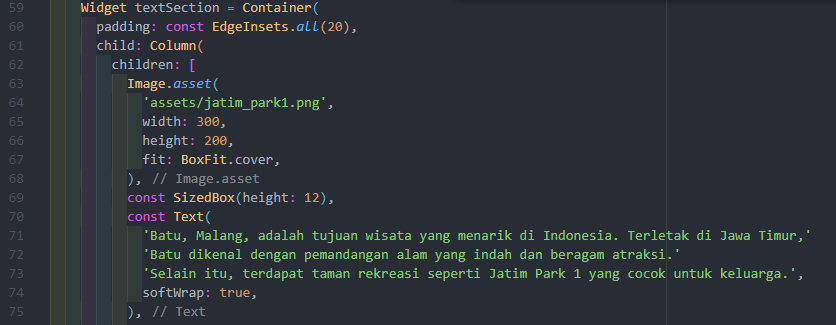 59 Widget textSection = Container(
60 padding: const EdgeInsets.all(20),
61 child: Column(
62 children: [
63 Image.asset(
64 'assets/jatim_park1.png',
65 width: 300,
66 height: 200,
67 fit: BoxFit.cover,
68 ), // Image.asset
69 const SizedBox(height: 12),
70 const Text(
71 'Batu, Malang, adalah tujuan wisata yang menarik di Indonesia. Terletak di Jawa Timur,'
72 'Batu dikenal dengan pemandangan alam yang indah dan beragam atraksi.'
73 'Selain itu, terdapat taman rekreasi seperti Jatim Park 1 yang cocok untuk keluarga.',
74 softWrap: true,
75 ), // Text